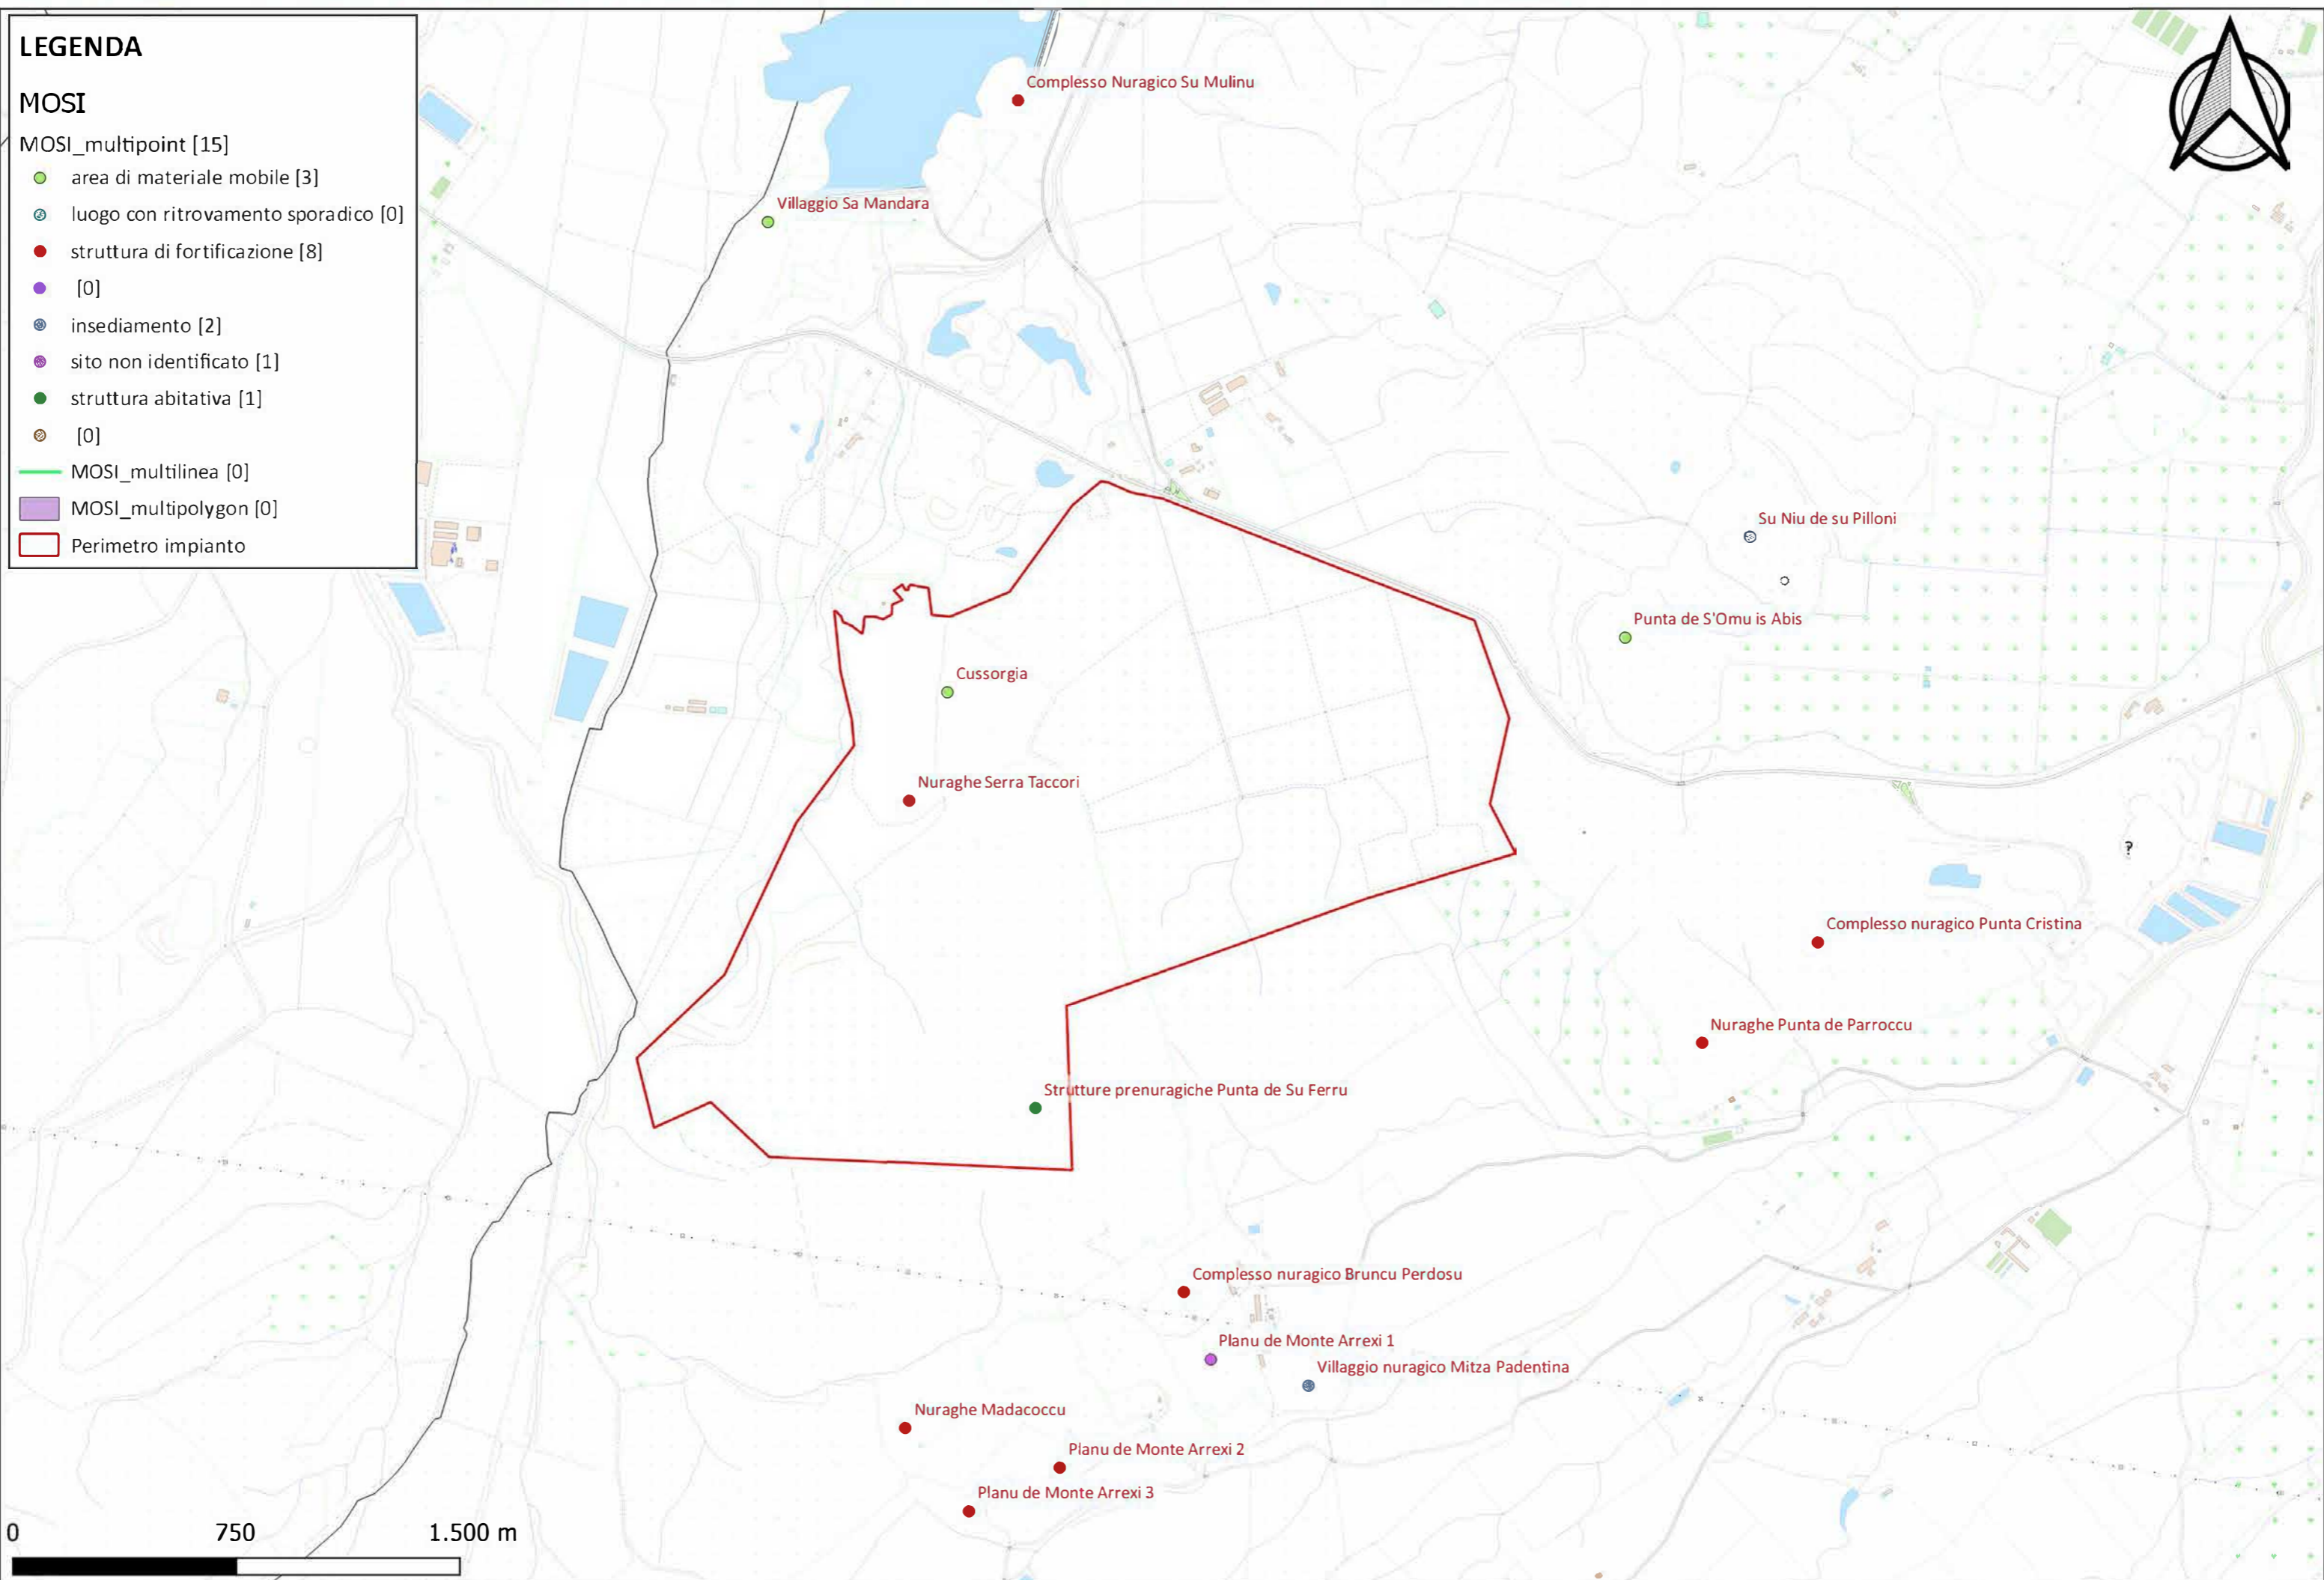 LEGENDA
MOSI
MOSI_multipoint [15]
area di materiale mobile [3]
luogo con ritrovamento sporadico [0]
struttura di fortificazione [8]
[0]
insediamento [2]
sito non identificato [1]
struttura abitativa [1]
[0]
MOSI_multilinea [0]
MOSI_multipolygon [0]
Perimetro impianto
Complesso Nuragico Su Mulinu
Villaggio Sa Mandara
Su Niu de su Pilloni
Punta de S'Omu is Abis
Cussorgia
Nuraghe Serra Taccori
?
Complesso nuragico Punta Cristina
Nuraghe Punta de Parroccu
Strutture prenuragiche Punta de Su Ferru
Complesso nuragico Bruncu Perdosu
Planu de Monte Arrexi 1
Villaggio nuragico Mitza Padentina
Nuraghe Madacoccu
Planu de Monte Arrexi 2
Planu de Monte Arrexi 3
0 750 1.500 m